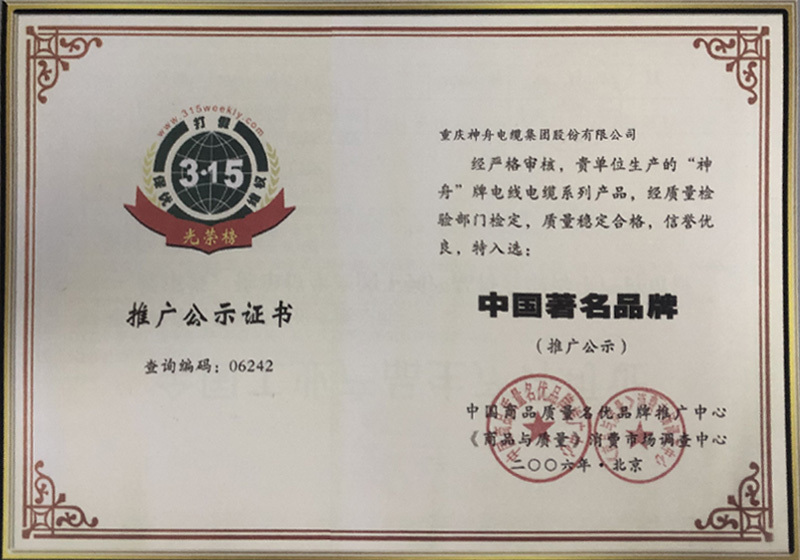 www.315weekly.com
打假
扶优
维权
3·15
光荣榜
推广公示证书
查询编码：06242
重庆神舟电缆集团股份有限公司
经严格审核，贵单位生产的“神
舟”牌电线电缆系列产品，经质量检
验部门检定，质量稳定合格，信誉优
良，特入选：
中国著名品牌
（推广公示）
中国商品质量名优品牌推广中心
《商品与质量》消费市场调查中心
二〇〇六年·北京